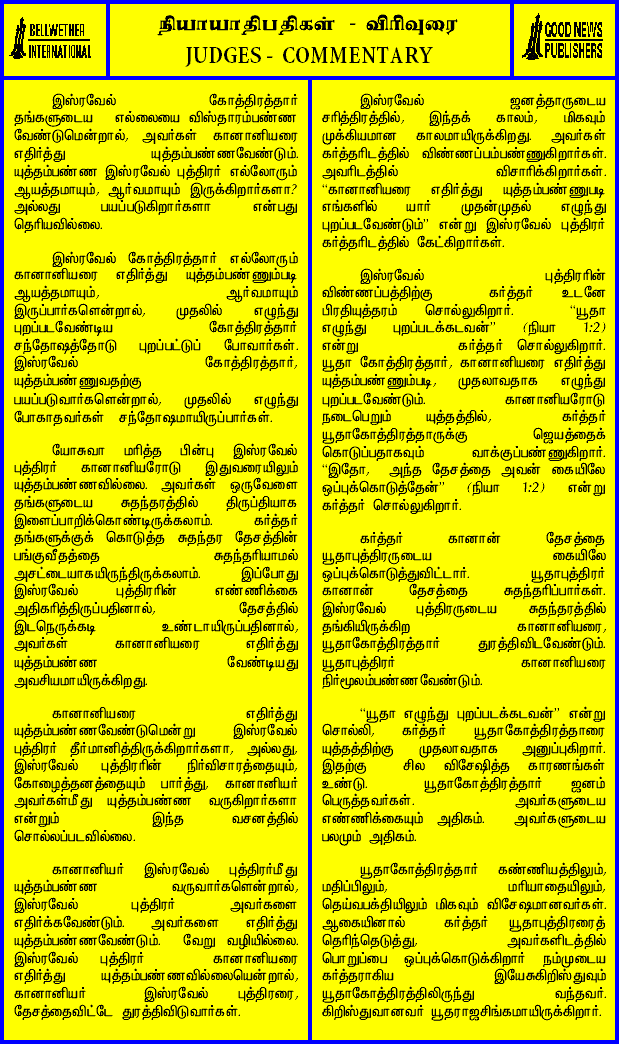 BELLWETHER
INTERNATIONAL
நியாயாதிபதிகள் - விரிவுரை
JUDGES - COMMENTARY
GOOD NEWS
PUBLISHERS
இஸ்ரவேல் கோத்திரத்தார்
தங்களுடைய எல்லையை விஸ்தாரம்பண்ண
வேண்டுமென்றால், அவர்கள் கானானியரை
எதிர்த்து யுத்தம்பண்ணவேண்டும்.
யுத்தம்பண்ண இஸ்ரவேல் புத்திரர் எல்லோரும்
ஆயத்தமாயும், ஆர்வமாயும் இருக்கிறார்களா?
அல்லது பயப்படுகிறார்களா என்பது
தெரியவில்லை.
இஸ்ரவேல் கோத்திரத்தார் எல்லோரும்
கானானியரை எதிர்த்து யுத்தம்பண்ணும்படி
ஆயத்தமாயும், ஆர்வமாயும்
இருப்பார்களென்றால், முதலில் எழுந்து
புறப்படவேண்டிய கோத்திரத்தார்
சந்தோஷத்தோடு புறப்பட்டுப் போவார்கள்.
இஸ்ரவேல் கோத்திரத்தார்,
யுத்தம்பண்ணுவதற்கு
பயப்படுவார்களென்றால், முதலில் எழுந்து
போகாதவர்கள் சந்தோஷமாயிருப்பார்கள்.
யோசுவா மரித்த பின்பு இஸ்ரவேல்
புத்திரர் கானானியரோடு இதுவரையிலும்
யுத்தம்பண்ணவில்லை. அவர்கள் ஒருவேளை
தங்களுடைய சுதந்தரத்தில் திருப்தியாக
இளைப்பாறிக்கொண்டிருக்கலாம். கர்த்தர்
தங்களுக்குக் கொடுத்த சுதந்தர தேசத்தின்
பங்குவீதத்தை சுதந்தரியாமல்
அசட்டையாகயிருந்திருக்கலாம். இப்போது
இஸ்ரவேல் புத்திரரின் எண்ணிக்கை
அதிகரித்திருப்பதினால், தேசத்தில்
இடநெருக்கடி உண்டாயிருப்பதினால்,
அவர்கள் கானானியரை எதிர்த்து
யுத்தம்பண்ண வேண்டியது
அவசியமாயிருக்கிறது.
கானானியரை எதிர்த்து
யுத்தம்பண்ணவேண்டுமென்று இஸ்ரவேல்
புத்திரர் தீர்மானித்திருக்கிறார்களா, அல்லது,
இஸ்ரவேல் புத்திரரின் நிர்விசாரத்தையும்,
கோழைத்தனத்தையும் பார்த்து, கானானியர்
அவர்கள்மீது யுத்தம்பண்ண வருகிறார்களா
என்றும் இந்த வசனத்தில்
சொல்லப்படவில்லை.
கானானியர் இஸ்ரவேல் புத்திரர்மீது
யுத்தம்பண்ண வருவார்களென்றால்,
இஸ்ரவேல் புத்திரர் அவர்களை
எதிர்க்கவேண்டும். அவர்களை எதிர்த்து
யுத்தம்பண்ணவேண்டும். வேறு வழியில்லை.
இஸ்ரவேல் புத்திரர் கானானியரை
எதிர்த்து யுத்தம்பண்ணவில்லையென்றால்,
கானானியர் இஸ்ரவேல் புத்திரரை,
தேசத்தைவிட்டே துரத்திவிடுவார்கள்.
இஸ்ரவேல் ஜனத்தாருடைய
சரித்திரத்தில், இந்தக் காலம், மிகவும்
முக்கியமான காலமாயிருக்கிறது. அவர்கள்
கர்த்தரிடத்தில் விண்ணப்பம்பண்ணுகிறார்கள்.
அவரிடத்தில் விசாரிக்கிறார்கள்.
“கானானியரை எதிர்த்து யுத்தம்பண்ணுபடி
எங்களில் யார் முதன்முதல் எழுந்து
புறப்படவேண்டும்” என்று இஸ்ரவேல் புத்திரர்
கர்த்தரிடத்தில் கேட்கிறார்கள்.
இஸ்ரவேல் புத்திரரின்
விண்ணப்பத்திற்கு கர்த்தர் உடனே
பிரதியுத்தரம் சொல்லுகிறார். “யூதா
எழுந்து புறப்படக்கடவன்” (நியா 1:2)
என்று கர்த்தர் சொல்லுகிறார்.
யூதா கோத்திரத்தார், கானானியரை எதிர்த்து
யுத்தம்பண்ணும்படி, முதலாவதாக எழுந்து
புறப்படவேண்டும். கானானியரோடு
நடைபெறும் யுத்தத்தில், கர்த்தர்
யூதாகோத்திரத்தாருக்கு ஜெயத்தைக்
கொடுப்பதாகவும் வாக்குப்பண்ணுகிறார்.
“இதோ, அந்த தேசத்தை அவன் கையிலே
ஒப்புக்கொடுத்தேன்” (நியா 1:2) என்று
கர்த்தர் சொல்லுகிறார்.
கர்த்தர் கானான் தேசத்தை
யூதாபுத்திரருடைய கையிலே
ஒப்புக்கொடுத்துவிட்டார். யூதாபுத்திரர்
கானான் தேசத்தை சுதந்தரிப்பார்கள்.
இஸ்ரவேல் புத்திரருடைய சுதந்தரத்தில்
தங்கியிருக்கிற கானானியரை,
யூதாகோத்திரத்தார் துரத்திவிடவேண்டும்.
யூதாபுத்திரர் கானானியரை
நிர்மூலம்பண்ணவேண்டும்.
“யூதா எழுந்து புறப்படக்கடவன்” என்று
சொல்லி, கர்த்தர் யூதாகோத்திரத்தாரை
யுத்தத்திற்கு முதலாவதாக அனுப்புகிறார்.
இதற்கு சில விசேஷித்த காரணங்கள்
உண்டு. யூதாகோத்திரத்தார் ஜனம்
பெருத்தவர்கள். அவர்களுடைய
எண்ணிக்கையும் அதிகம். அவர்களுடைய
பலமும் அதிகம்.
யூதாகோத்திரத்தார் கண்ணியத்திலும்,
மதிப்பிலும், மரியாதையிலும்,
தெய்வபக்தியிலும் மிகவும் விசேஷமானவர்கள்.
ஆகையினால் கர்த்தர் யூதாபுத்திரரைத்
தெரிந்தெடுத்து, அவர்களிடத்தில்
பொறுப்பை ஒப்புக்கொடுக்கிறார் நம்முடைய
கர்த்தராகிய இயேசுகிறிஸ்துவும்
யூதாகோத்திரத்திலிருந்து வந்தவர்.
கிறிஸ்துவானவர் யூதராஜசிங்கமாயிருக்கிறார்.